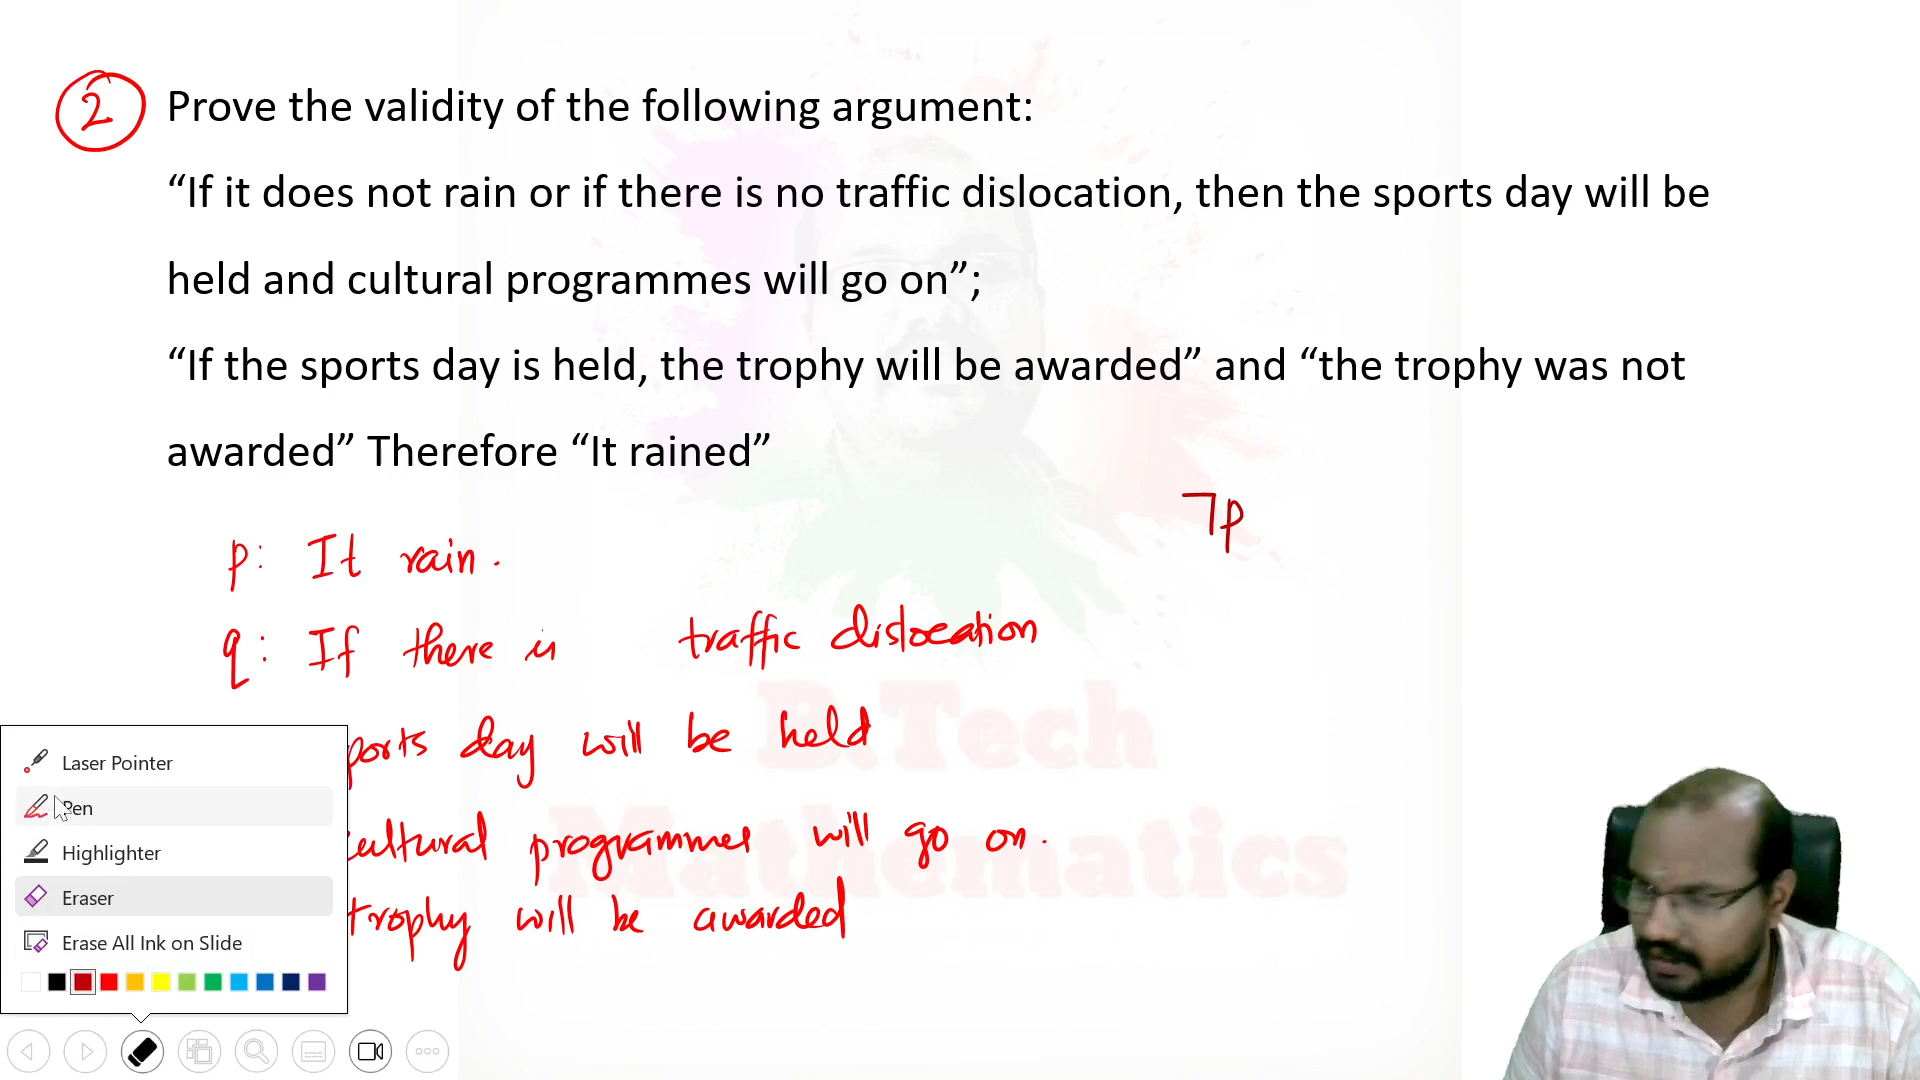 2 Prove the validity of the following argument:
“If it does not rain or if there is no traffic dislocation, then the sports day will be
held and cultural programmes will go on”;
“If the sports day is held, the trophy will be awarded” and “the trophy was not
awarded” Therefore “It rained”
¬p
p: It rain.
q: If there is traffic dislocation
ports day will be held
cultural programmes will go on.
trophy will be awarded
B.Tech
Mathematics
Laser Pointer
Pen
Highlighter
Eraser
Erase All Ink on Slide